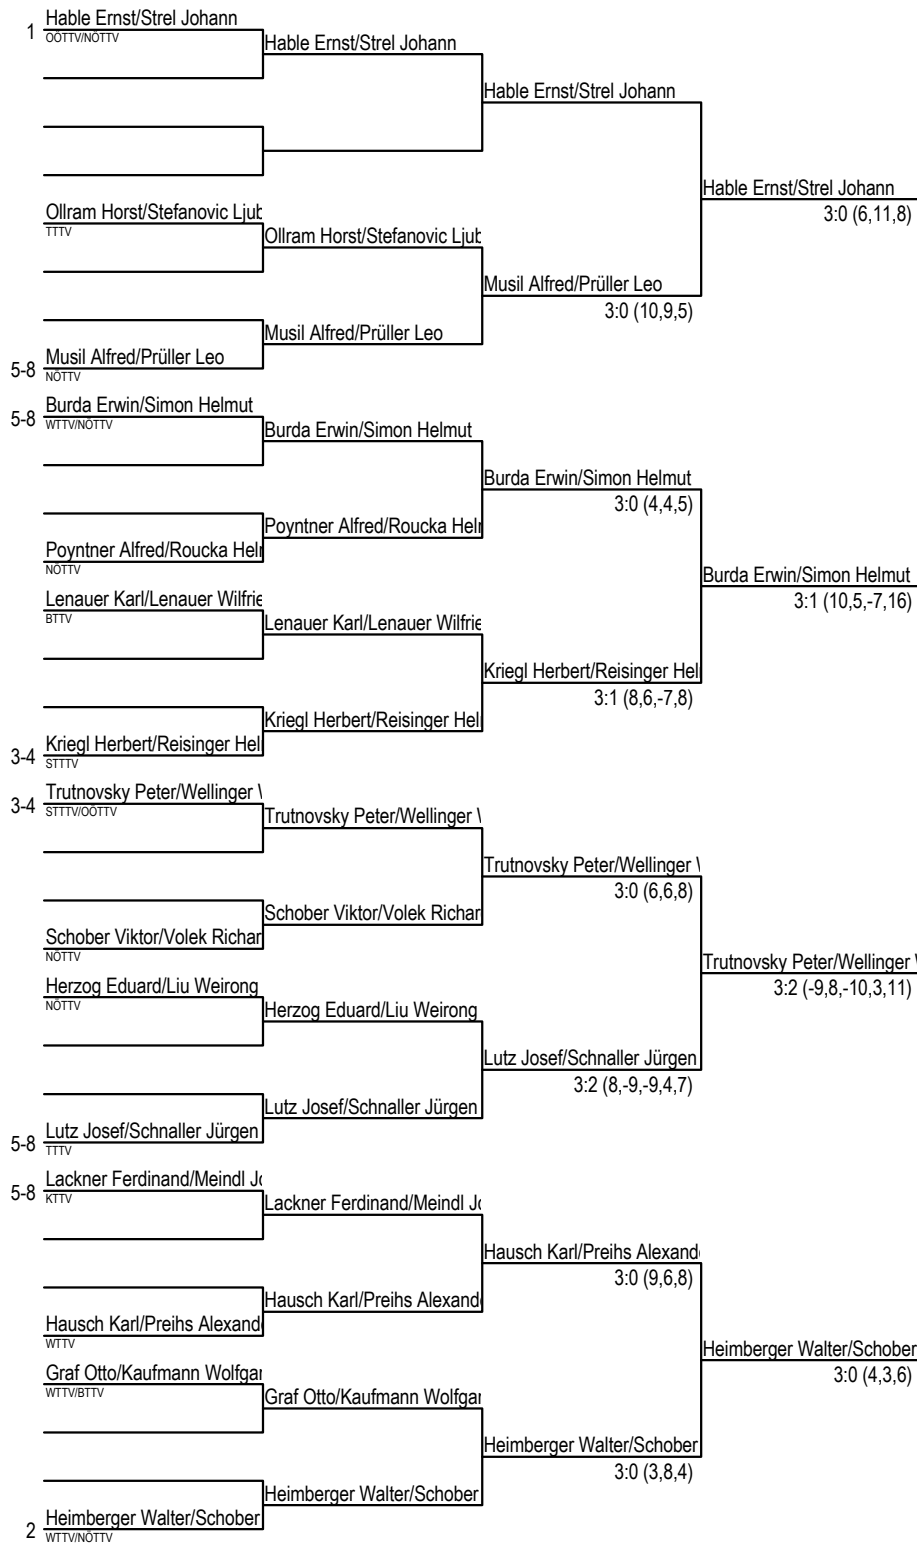 Hable Ernst/Strel Johann
1
OÖTTV/NÖTTV
Hable Ernst/Strel Johann
Hable Ernst/Strel Johann
Hable Ernst/Strel Johann
3:0 (6,11,8)
Ollram Horst/Stefanovic
TTTV
Ollram Horst/Stefanovic
Musil Alfred/Prüller Leo
3:0 (10,9,5)
Musil Alfred/Prüller Leo
5-8 Musil Alfred/Prüller Leo
NÖTTV
5-8 Burda Erwin/Simon Helmut
WTTV/NÖTTV
Burda Erwin/Simon Helmut
Burda Erwin/Simon Helmut
3:0 (4,4,5)
Poyntner Alfred/Roucka
Poyntner Alfred/Roucka
NÖTTV
Burda Erwin/Simon Helmut
3:1 (10,5,-7,16)
Lenauer Karl/Lenauer Wilfrie
BTTV
Lenauer Karl/Lenauer Wilfrie
Kriegl Herbert/Reisinger
3:1 (8,6,-7,8)
Kriegl Herbert/Reisinger
3-4 Kriegl Herbert/Reisinger
STTTV
3-4 Trutnovsky Peter/Wellinger
STTTV/OÖTTV
Trutnovsky Peter/Wellinger
Trutnovsky Peter/Wellinger
3:0 (6,6,8)
Schober Viktor/Volek Richar
Schober Viktor/Volek Richar
NÖTTV
Trutnovsky Peter/Wellinger
3:2 (-9,8,-10,3,11)
Herzog Eduard/Liu Weirong
NÖTTV
Herzog Eduard/Liu Weirong
Lutz Josef/Schnaller Jürgen
3:2 (8,-9,-9,4,7)
Lutz Josef/Schnaller Jürgen
5-8 Lutz Josef/Schnaller Jürgen
TTTV
5-8 Lackner Ferdinand/Meindl
KTTV
Lackner Ferdinand/Meindl
Hausch Karl/Preihs Alexand
3:0 (9,6,8)
Hausch Karl/Preihs Alexand
Hausch Karl/Preihs Alexand
WTTV
Heimberger Walter/Schober
3:0 (4,3,6)
Graf Otto/Kaufmann Wolfgar
WTTV/BTTV
Graf Otto/Kaufmann Wolfgar
Heimberger Walter/Schober
3:0 (3,8,4)
Heimberger Walter/Schober
2 Heimberger Walter/Schober
WTTV/NÖTTV